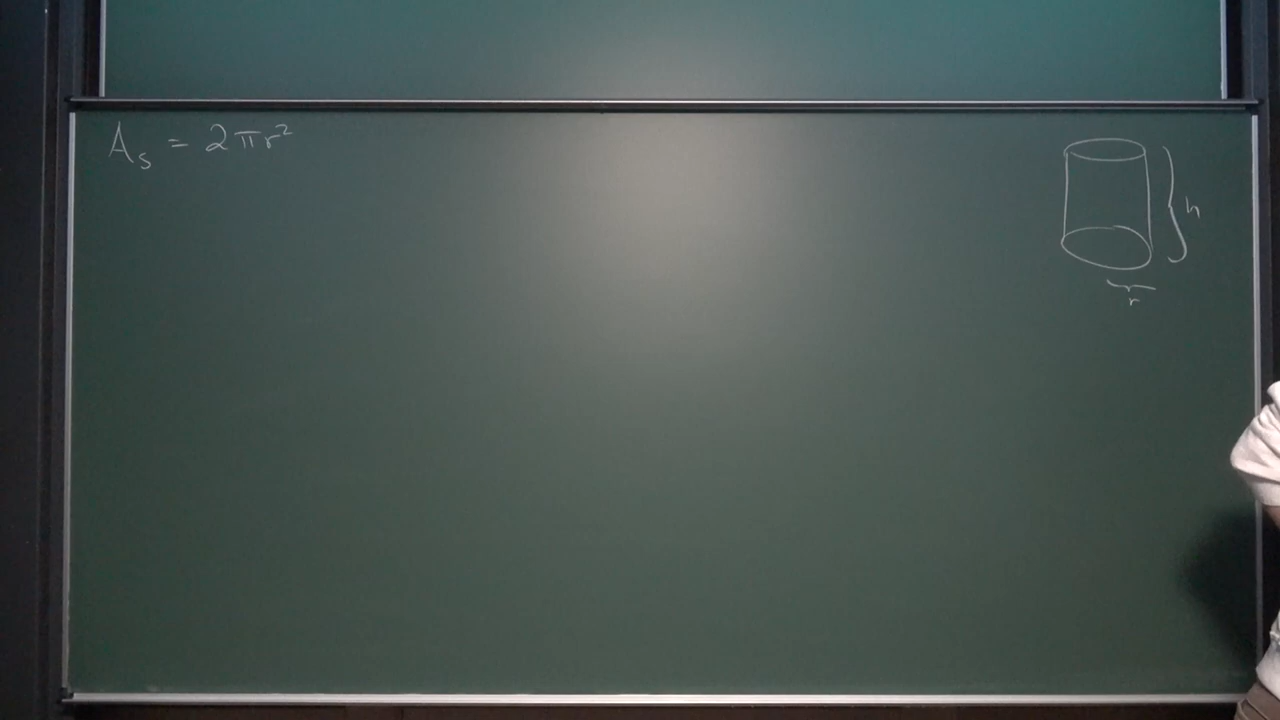 A_s = 2πr²
h
r